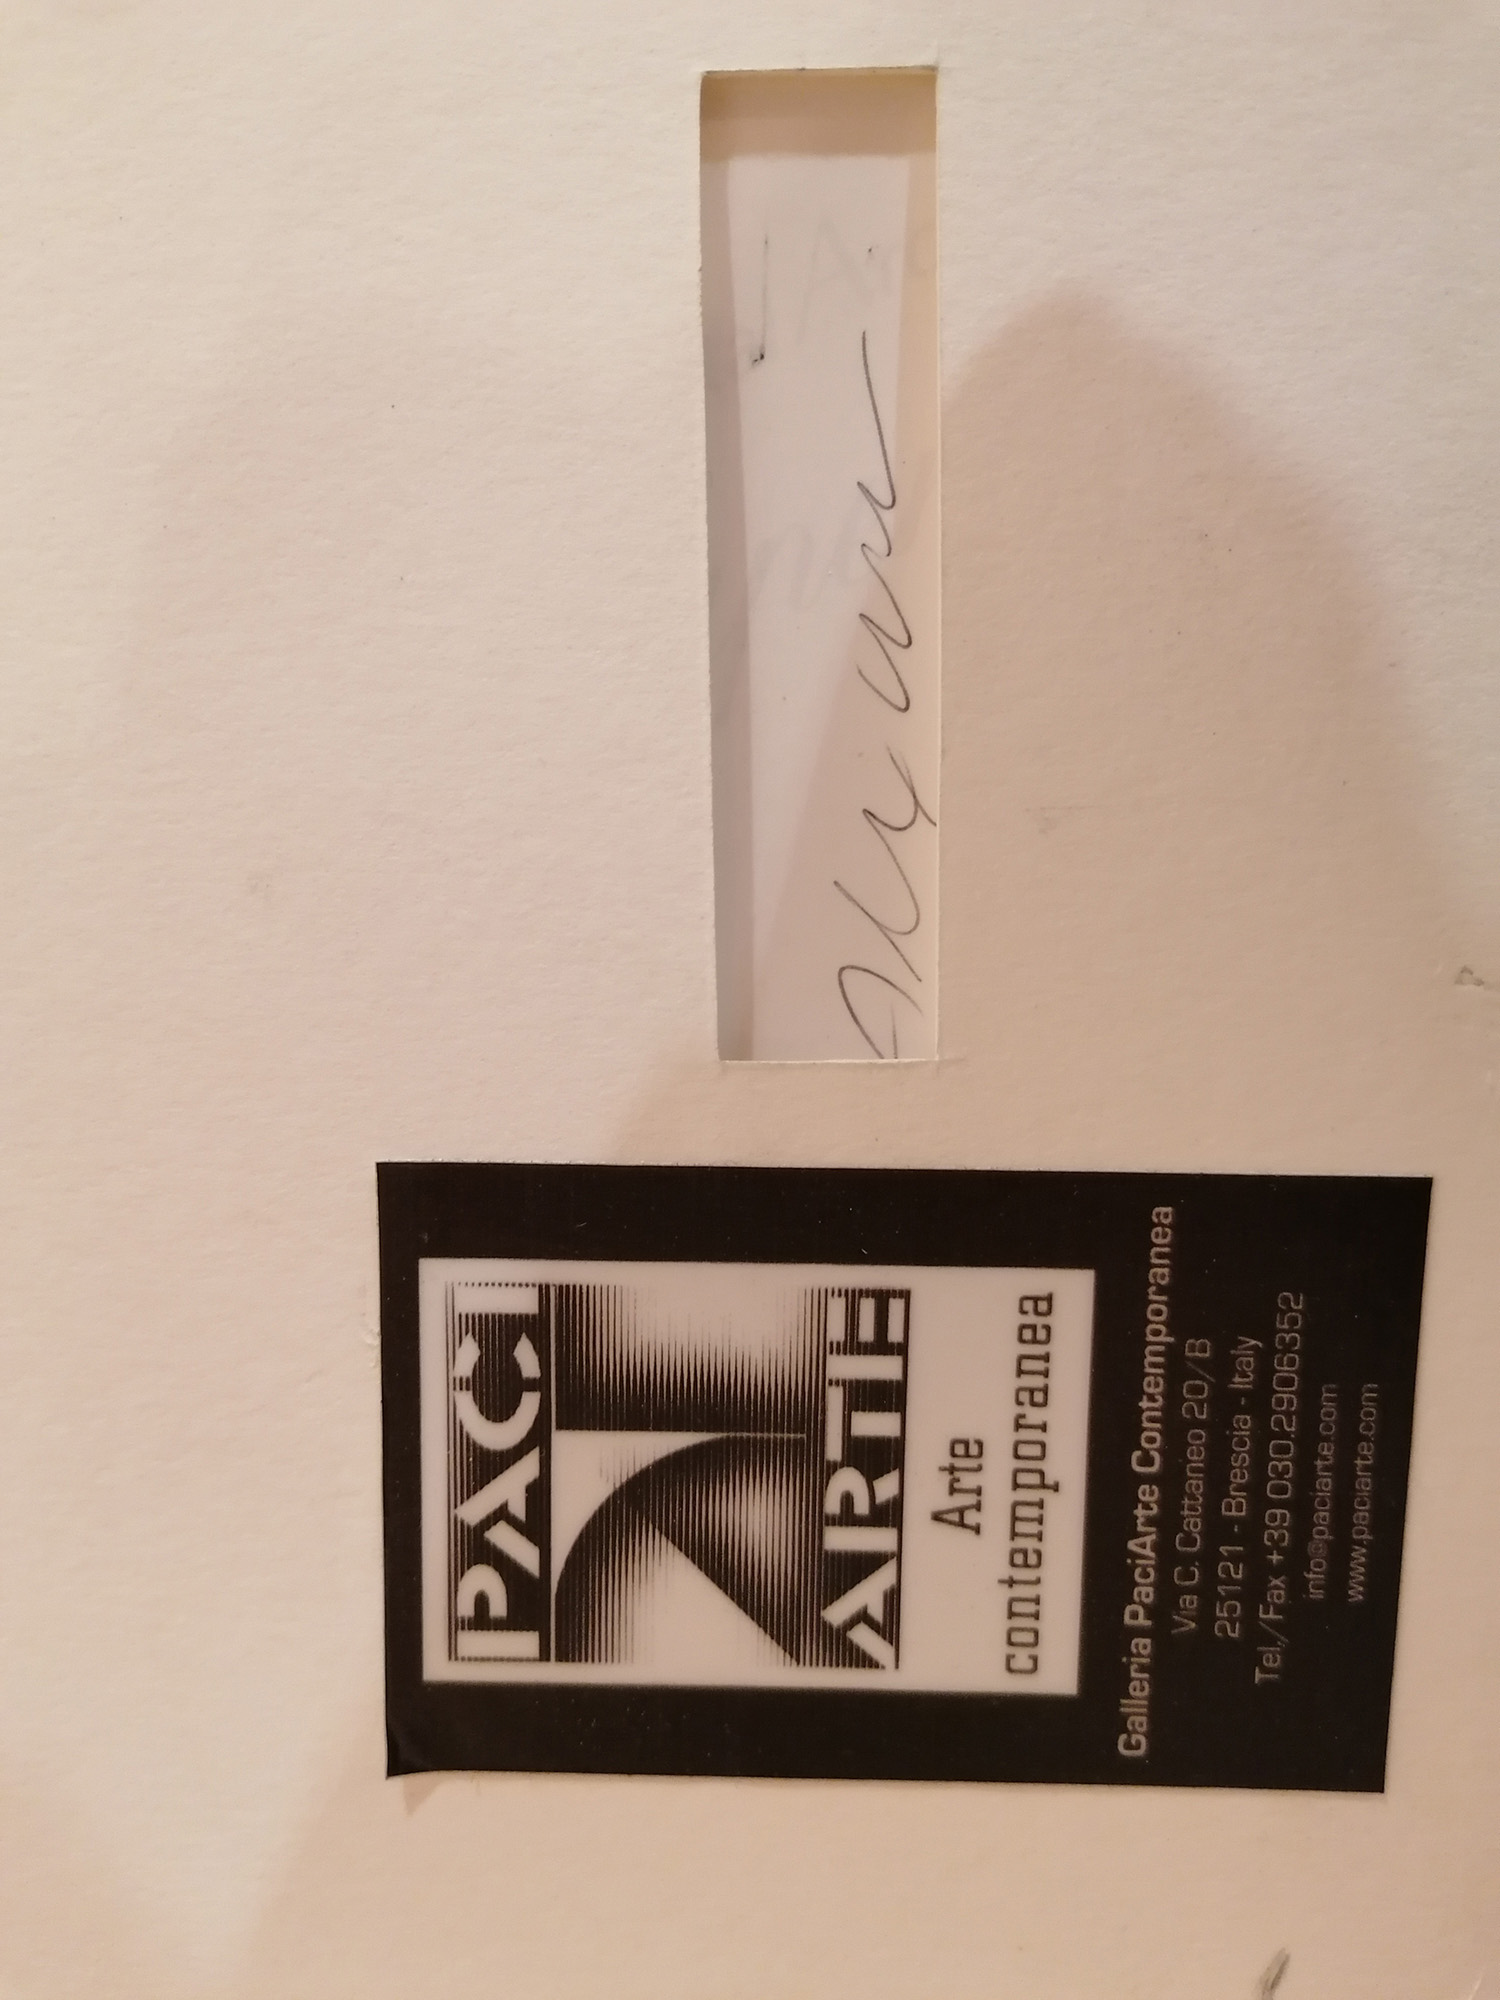 PACI
ARTE
Arte
contemporanea
Galleria PaciArte Contemporanea
Via C. Cattaneo 20/B
25121 - Brescia - Italy
Tel./Fax +39 030.2906352
info@paciarte.com
www.paciarte.com